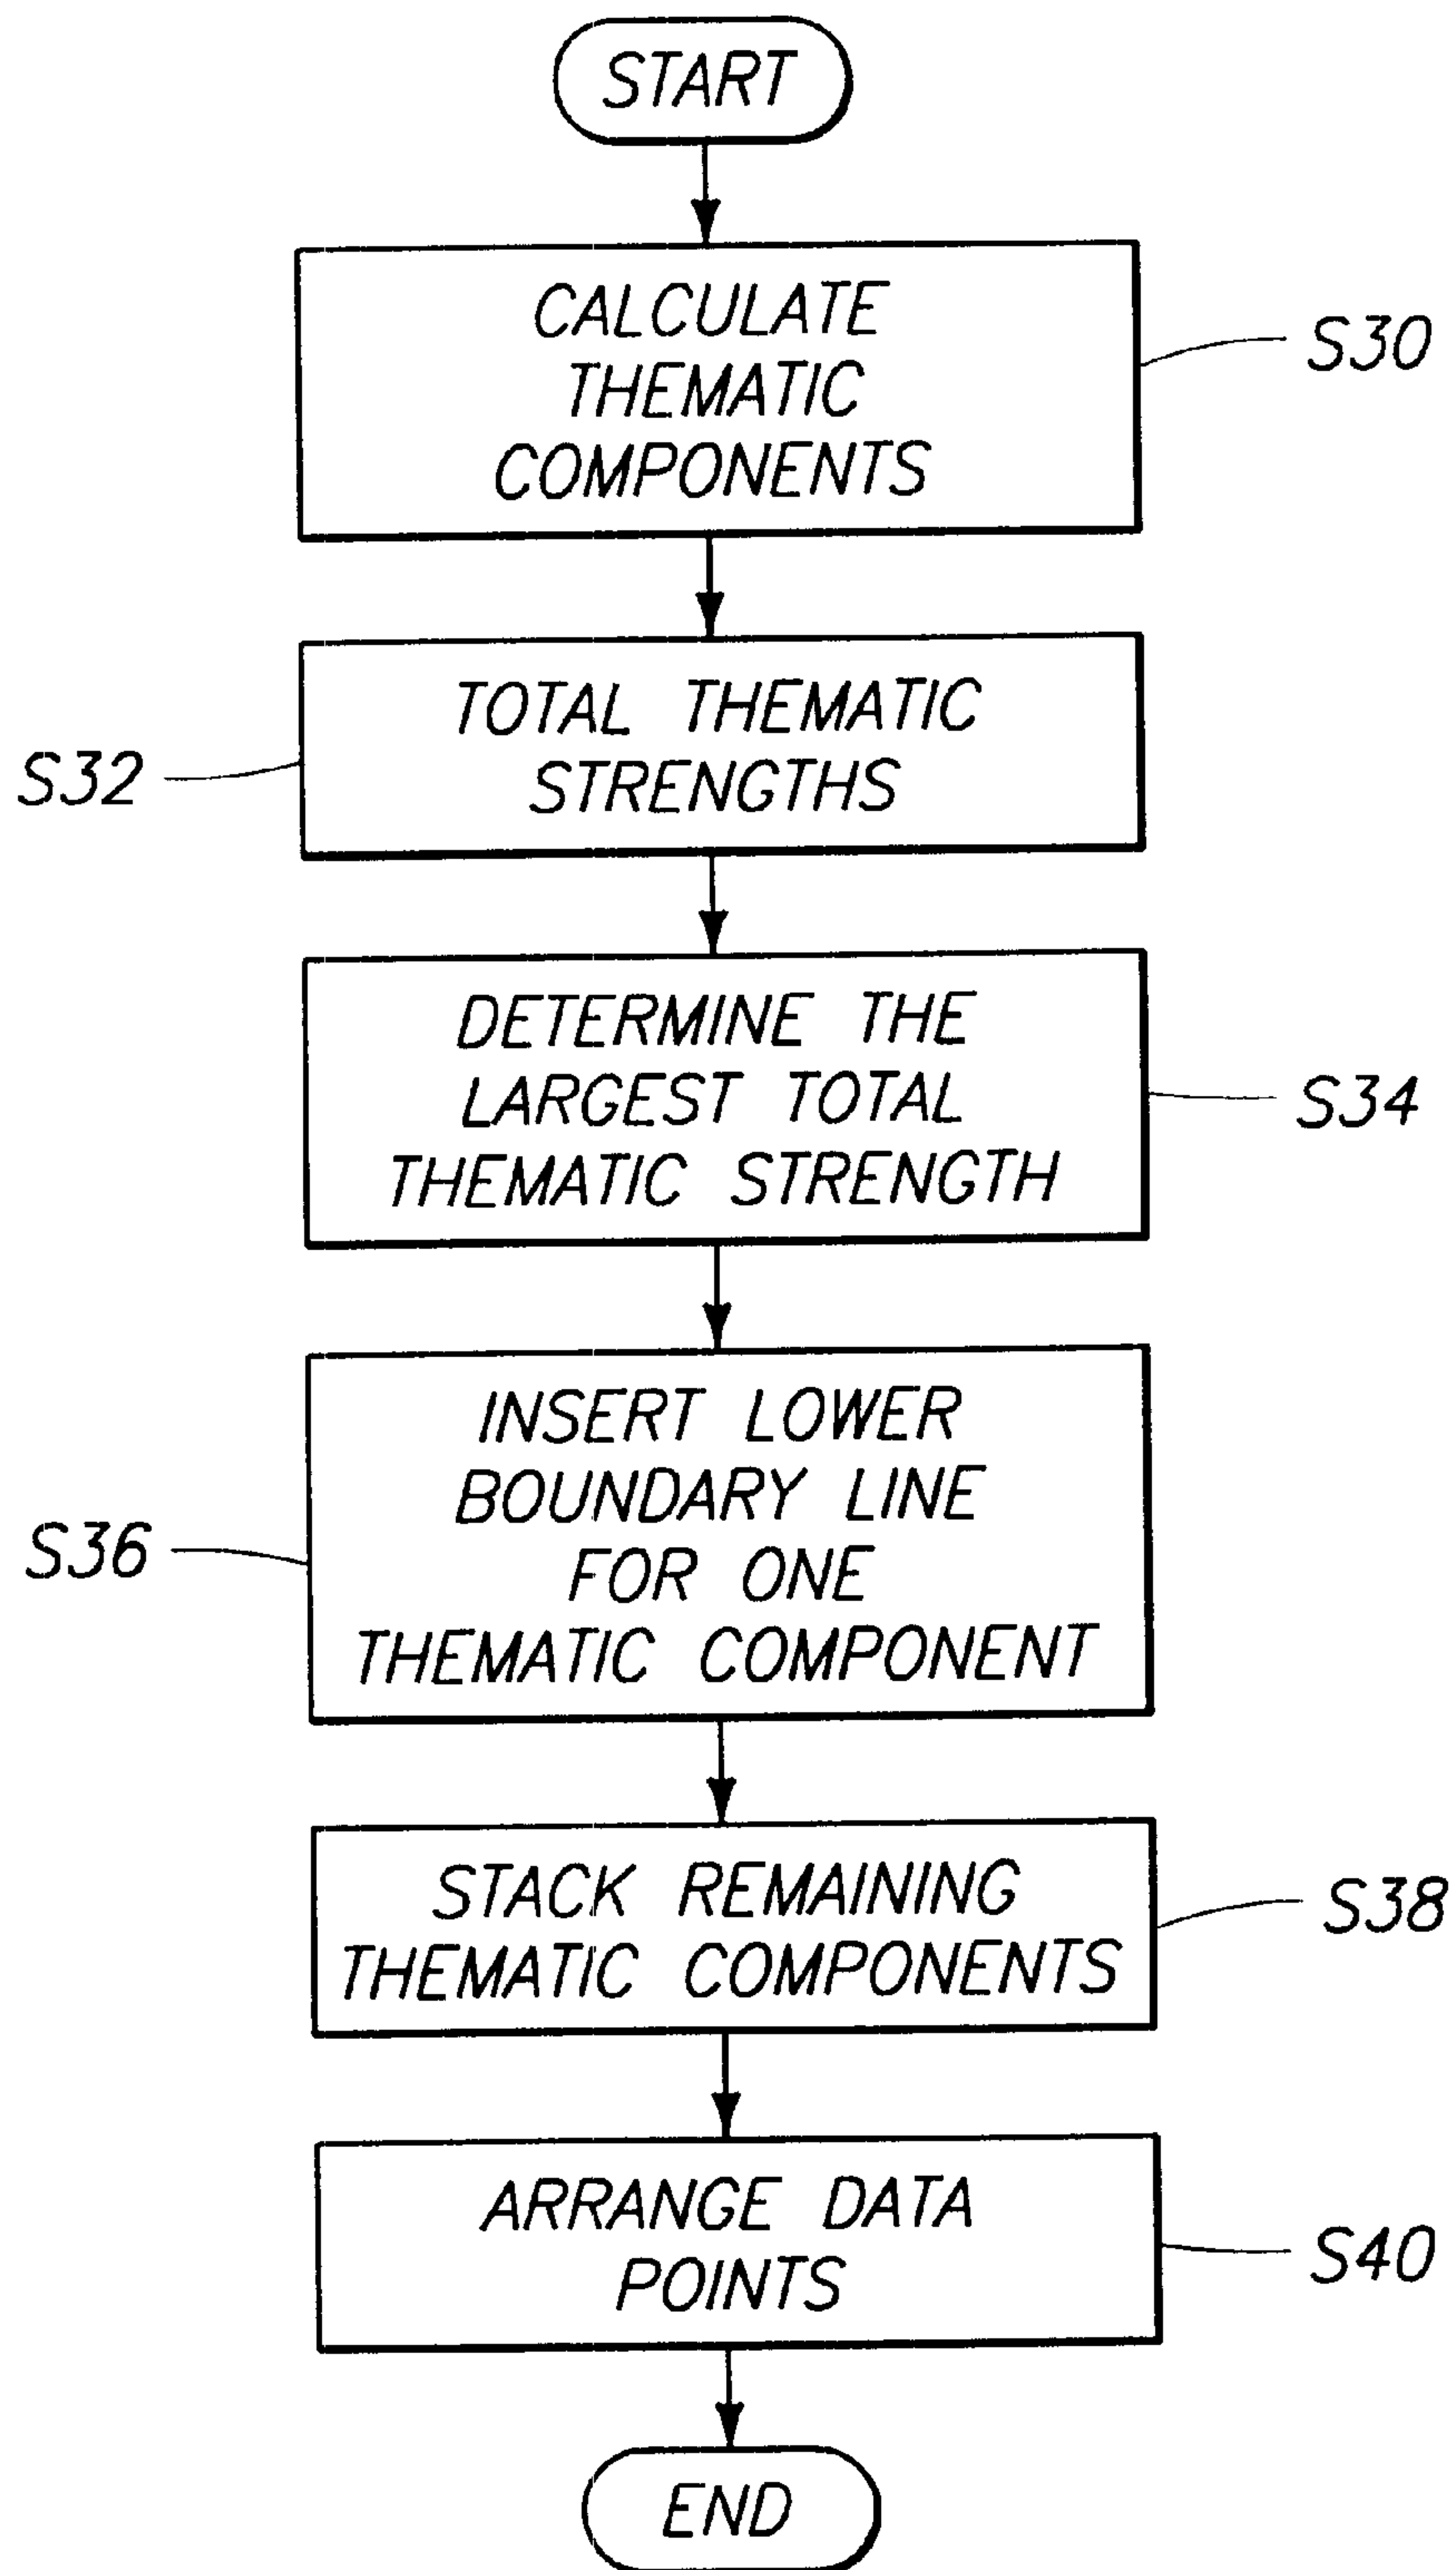 START
CALCULATE
THEMATIC
COMPONENTS
S30
TOTAL THEMATIC
STRENGTHS
S32
DETERMINE THE
LARGEST TOTAL
THEMATIC STRENGTH
S34
INSERT LOWER
BOUNDARY LINE
FOR ONE
THEMATIC COMPONENT
S36
STACK REMAINING
THEMATIC COMPONENTS
S38
ARRANGE DATA
POINTS
S40
END